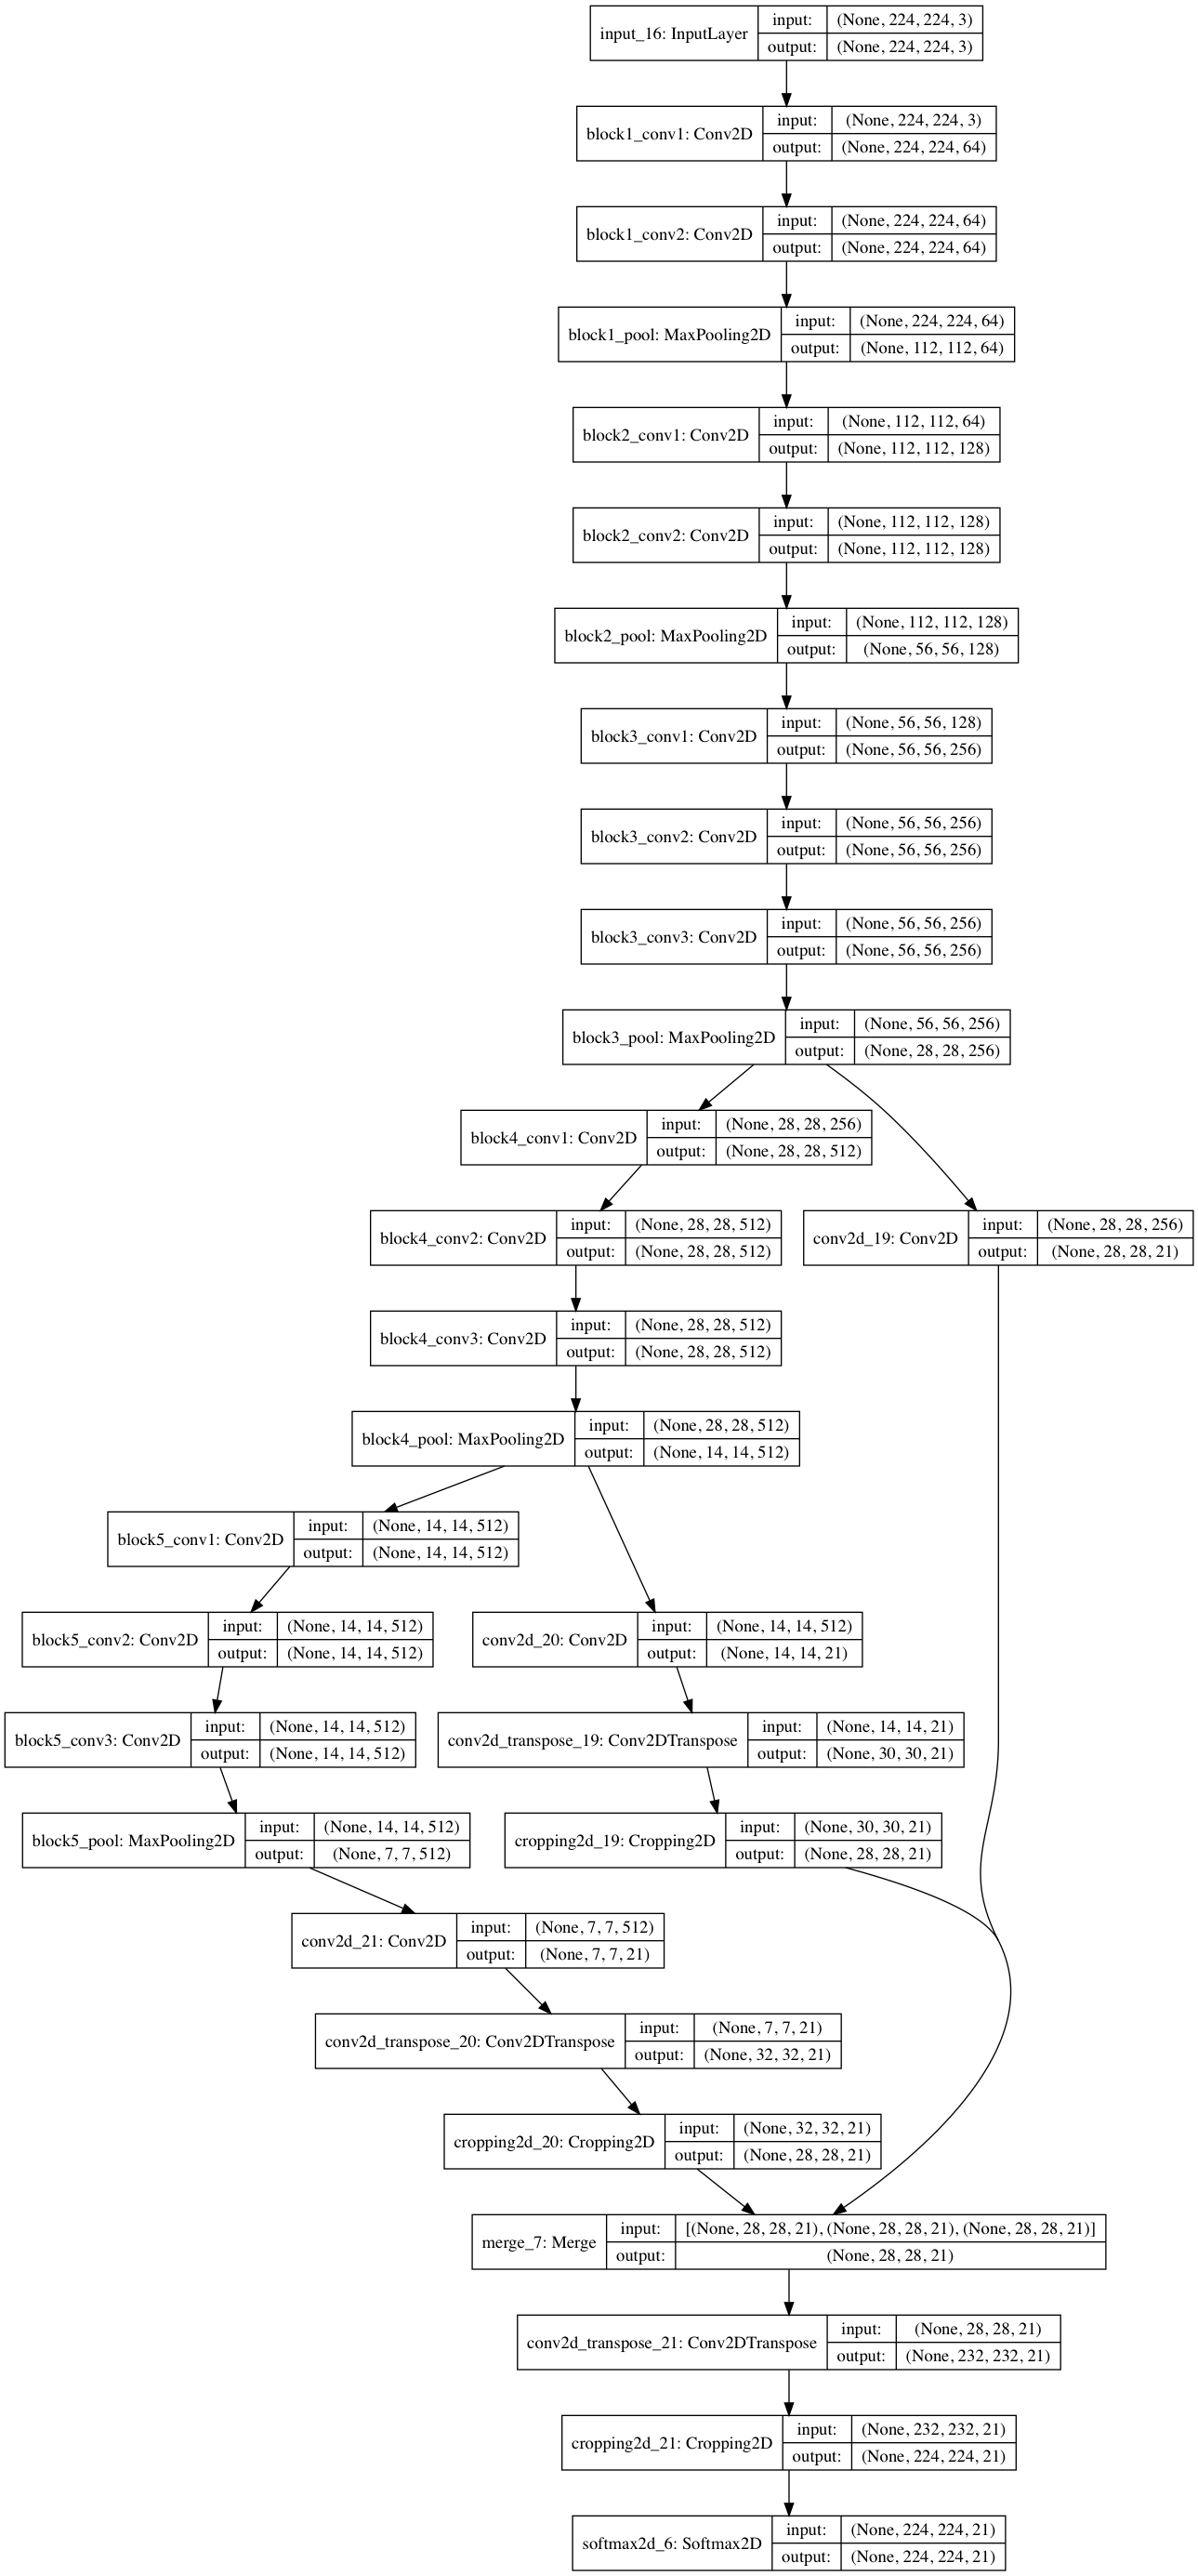 input_16: InputLayer
input: (None, 224, 224, 3)
output: (None, 224, 224, 3)
block1_conv1: Conv2D
input: (None, 224, 224, 3)
output: (None, 224, 224, 64)
block1_conv2: Conv2D
input: (None, 224, 224, 64)
output: (None, 224, 224, 64)
block1_pool: MaxPooling2D
input: (None, 224, 224, 64)
output: (None, 112, 112, 64)
block2_conv1: Conv2D
input: (None, 112, 112, 64)
output: (None, 112, 112, 128)
block2_conv2: Conv2D
input: (None, 112, 112, 128)
output: (None, 112, 112, 128)
block2_pool: MaxPooling2D
input: (None, 112, 112, 128)
output: (None, 56, 56, 128)
block3_conv1: Conv2D
input: (None, 56, 56, 128)
output: (None, 56, 56, 256)
block3_conv2: Conv2D
input: (None, 56, 56, 256)
output: (None, 56, 56, 256)
block3_conv3: Conv2D
input: (None, 56, 56, 256)
output: (None, 56, 56, 256)
block3_pool: MaxPooling2D
input: (None, 56, 56, 256)
output: (None, 28, 28, 256)
block4_conv1: Conv2D
input: (None, 28, 28, 256)
output: (None, 28, 28, 512)
block4_conv2: Conv2D
input: (None, 28, 28, 512)
output: (None, 28, 28, 512)
conv2d_19: Conv2D
input: (None, 28, 28, 256)
output: (None, 28, 28, 21)
block4_conv3: Conv2D
input: (None, 28, 28, 512)
output: (None, 28, 28, 512)
block4_pool: MaxPooling2D
input: (None, 28, 28, 512)
output: (None, 14, 14, 512)
block5_conv1: Conv2D
input: (None, 14, 14, 512)
output: (None, 14, 14, 512)
block5_conv2: Conv2D
input: (None, 14, 14, 512)
output: (None, 14, 14, 512)
conv2d_20: Conv2D
input: (None, 14, 14, 512)
output: (None, 14, 14, 21)
block5_conv3: Conv2D
input: (None, 14, 14, 512)
output: (None, 14, 14, 512)
conv2d_transpose_19: Conv2DTranspose
input: (None, 14, 14, 21)
output: (None, 30, 30, 21)
block5_pool: MaxPooling2D
input: (None, 14, 14, 512)
output: (None, 7, 7, 512)
cropping2d_19: Cropping2D
input: (None, 30, 30, 21)
output: (None, 28, 28, 21)
conv2d_21: Conv2D
input: (None, 7, 7, 512)
output: (None, 7, 7, 21)
conv2d_transpose_20: Conv2DTranspose
input: (None, 7, 7, 21)
output: (None, 32, 32, 21)
cropping2d_20: Cropping2D
input: (None, 32, 32, 21)
output: (None, 28, 28, 21)
merge_7: Merge
input: [(None, 28, 28, 21), (None, 28, 28, 21), (None, 28, 28, 21)]
output: (None, 28, 28, 21)
conv2d_transpose_21: Conv2DTranspose
input: (None, 28, 28, 21)
output: (None, 232, 232, 21)
cropping2d_21: Cropping2D
input: (None, 232, 232, 21)
output: (None, 224, 224, 21)
softmax2d_6: Softmax2D
input: (None, 224, 224, 21)
output: (None, 224, 224, 21)